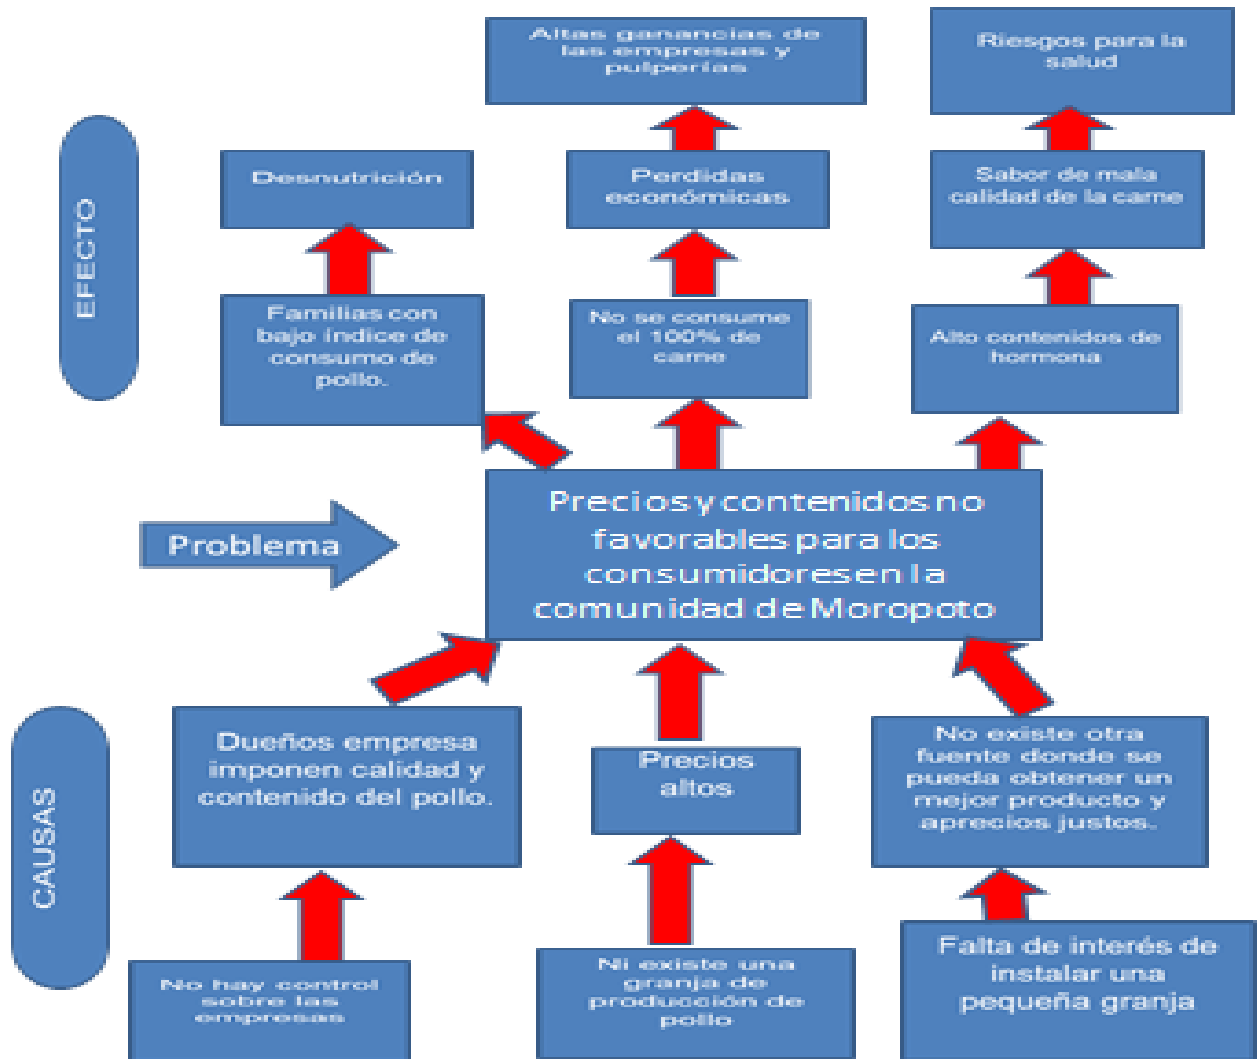 Altas ganancias de
las empresas y
pulperías
Riesgos para la
salud
EFECTO
Desnutrición
Perdidas
económicas
Sabor de mala
calidad de la carne
Familias con
bajo índice de
consumo de
pollo.
No se consume
el 100% de
carne
Alto contenidos de
hormona
Problema
Precios y contenidos no
favorables para los
consumidores en la
comunidad de Moropoto
CAUSAS
Dueños empresa
imponen calidad y
contenido del pollo.
Precios
altos
No existe otra
fuente donde se
pueda obtener un
mejor producto y
aprecios justos.
No hay control
sobre las
empresas
Ni existe una
granja de
producción de
pollo
Falta de interés de
instalar una
pequeña granja